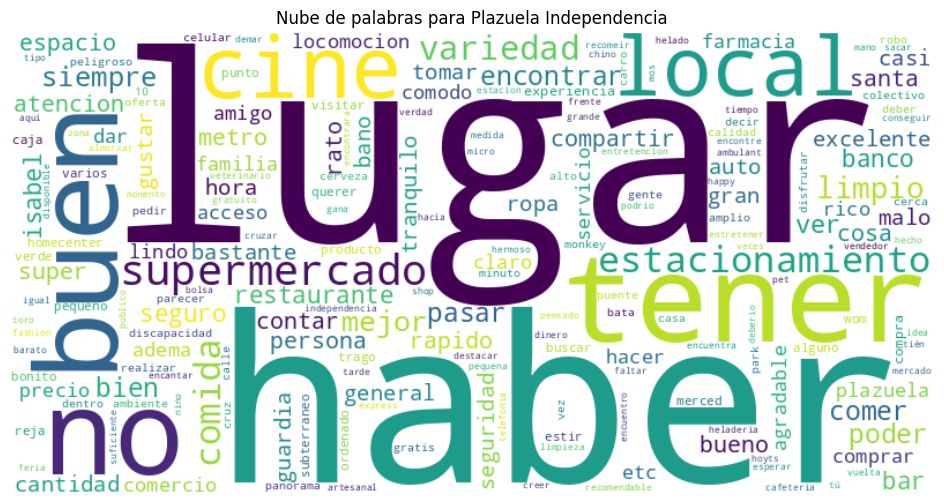 Nube de palabras para Plazuela Independencia
espacio
tipo
peligroso
celular
demar
cine
locomocion
variedad
recomeir
chino
helado
local
farmacia
robo
mano
sacar
casi
siempre
punto
10
oferta
visitar
tomar
comodo
encontrar
estacion
experiencia
carro
mos
santa
colectivo
atencion
aqui
zona
almorzar
amigo
verdad
frente
grande
tiempo
decir
deber
conseguir
lugar
caja
dar
gustar
metro
rato
encontrara
bano
medida
micro
compartir
entretencion
encontre
calidad
ambulant
excelente
varios
isabel
disponible
veterinario
familia
cerveza
tranquilo
servicio
alto
gente
podrio
auto
happy
disfrutar
banco
buen
momento
gratuito
hora
querer
gana
ropa
gran
limpio
pedir
acceso
hacia
amplio
rico
cerca
malo
homecenter
lindo
bastante
cruzar
producto
hermoso
monkey
entretener
veces
ver
cosa
vendedor
hecho
verde
super
supermercado
claro
minuto
estacionamiento
igual
pequeño
publico
bolsa
shop
restaurante
tener
pet
toro
parecer
seguro
independencia
contar
mejor
pasar
puente
fashion
discapacidad
bata
casa
wom
compra
idea
tién
barato
adema
persona
rapido
dinero
pensado
deberio
bonito
realizar
encantar
calle
trago
tarde
destacar
pequena
buscar
hacer
faltar
encuentra
park
alguno
mercado
precio
bien
comida
haber
agradable
plazuela
dentro
ambiente
nino
cruz
general
vez
merced
comer
no
suficiente
guardia
subterraneo
ordenado
express
seguridad
telefonia
estir
limpieza
encuentro
heladeria
bueno
poder
reja
gratis
hoyts
esperar
comprar
cantidad
feria
comercio
panorama
artesanal
creer
recomendable
etc
cafeteria
vuelta
tú
bar